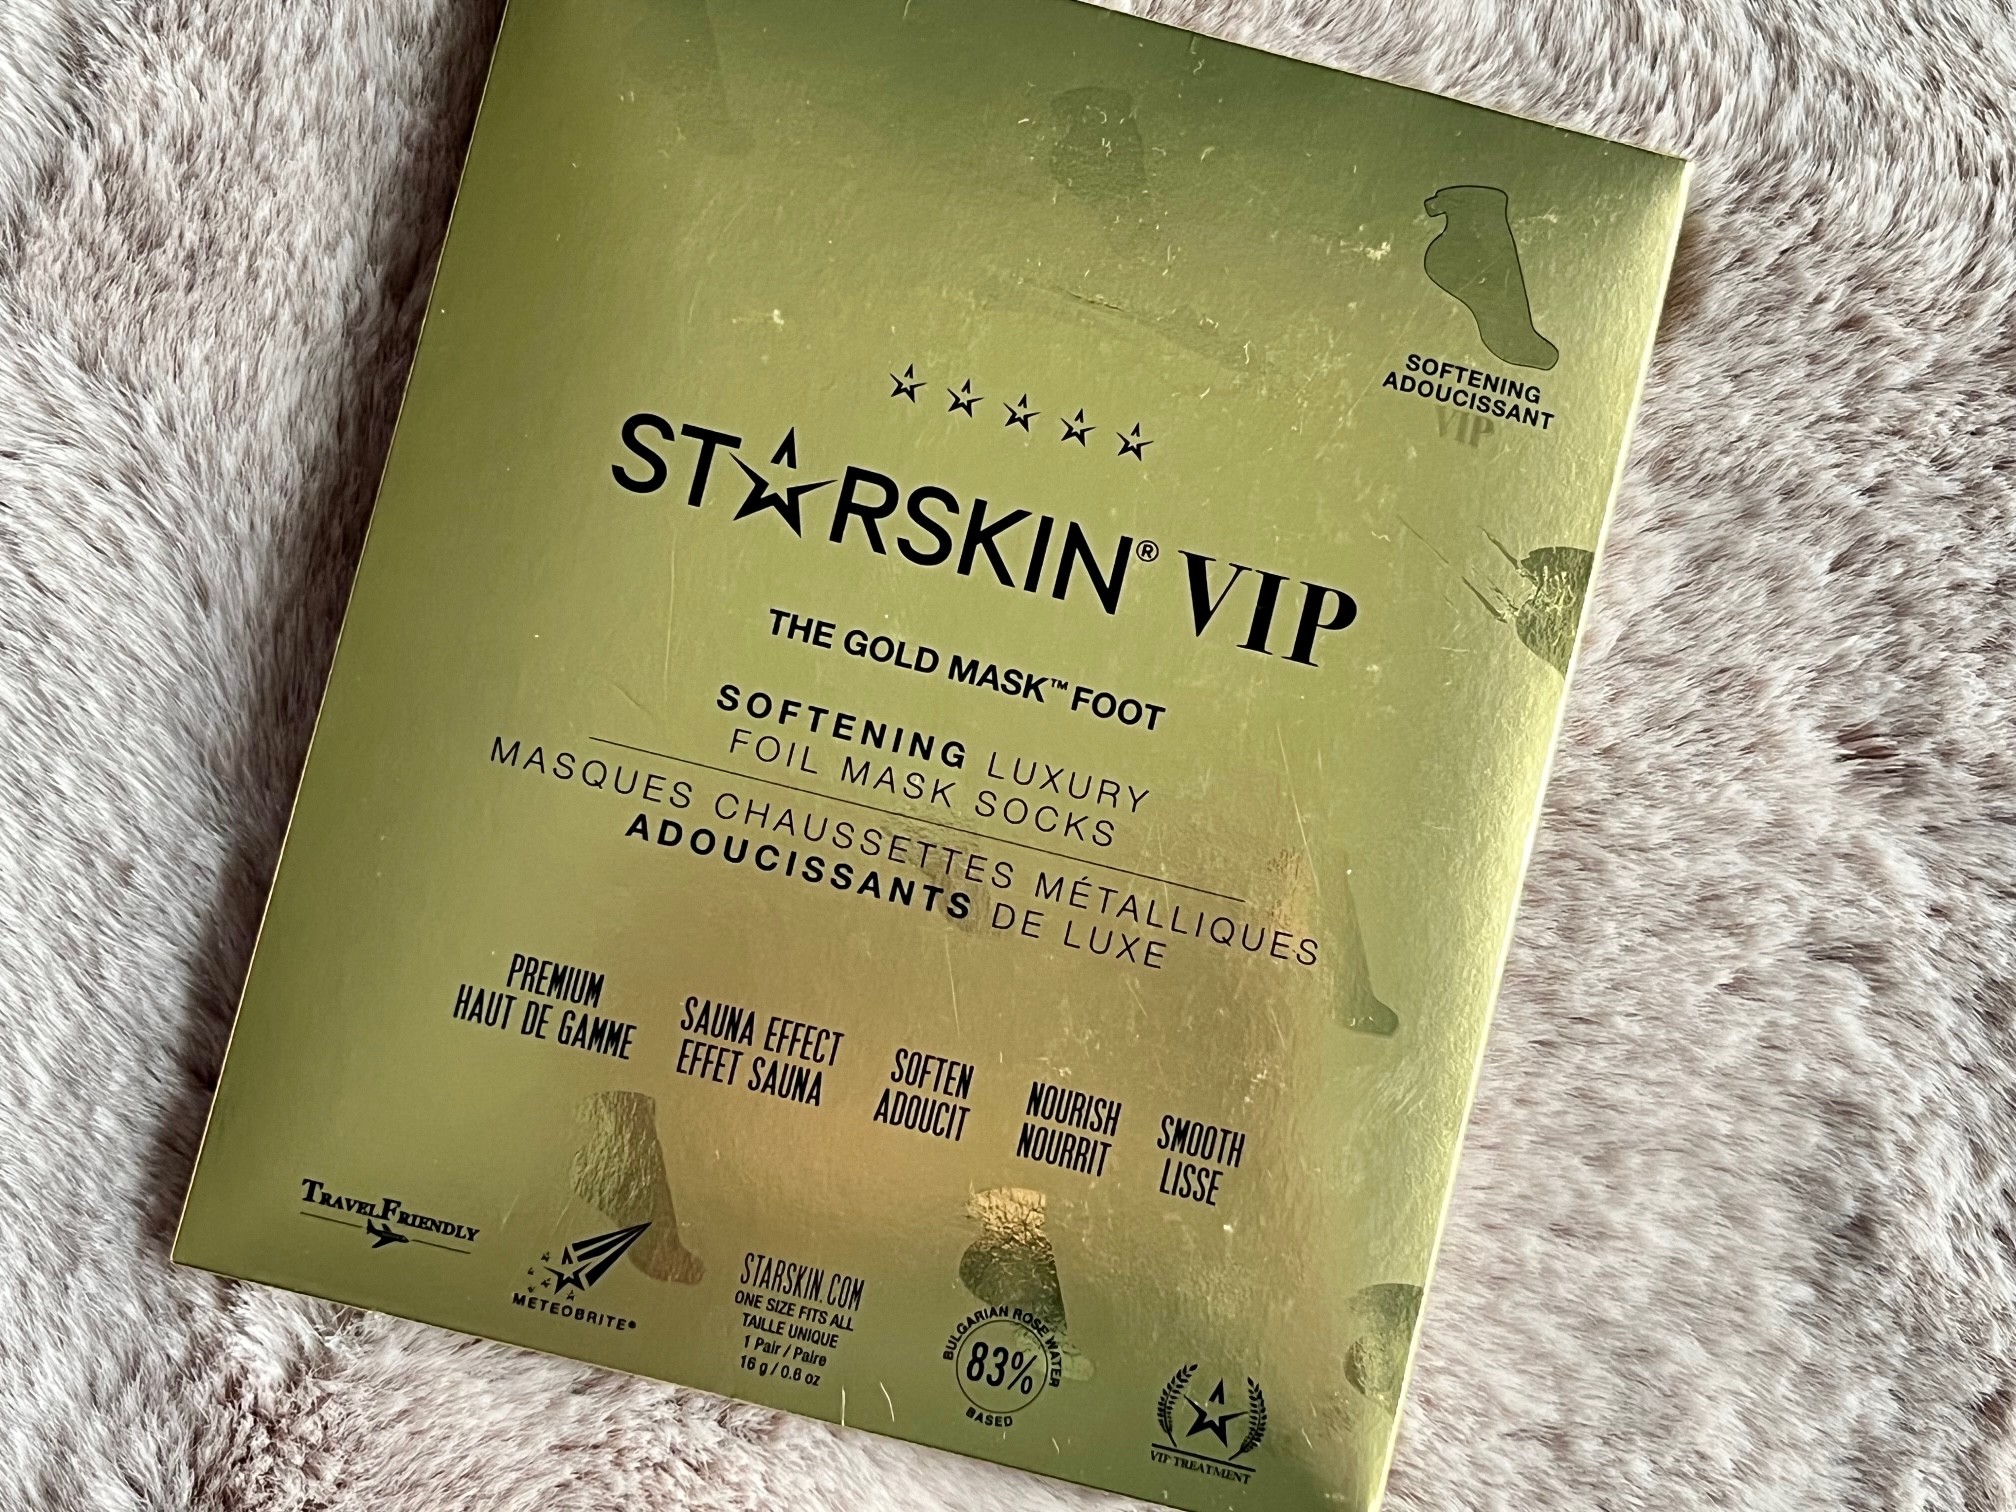 SOFTENING
ADOUCISSANT
VIP
STARSKIN® VIP
THE GOLD MASK™ FOOT
SOFTENING LUXURY
FOIL MASK SOCKS
MASQUES CHAUSSETTES MÉTALLIQUES
ADOUCISSANTS DE LUXE
PREMIUM
HAUT DE GAMME
SAUNA EFFECT
EFFET SAUNA
SOFTEN
ADOUCIT
NOURISH
NOURRIT
SMOOTH
LISSE
TRAVEL FRIENDLY
METEOBRITE®
STARSKIN.COM
ONE SIZE FITS ALL
TAILLE UNIQUE
1 Pair / Paire
16 g / 0.6 oz
BULGARIAN ROSE WATER
83%
BASED
VIP TREATMENT